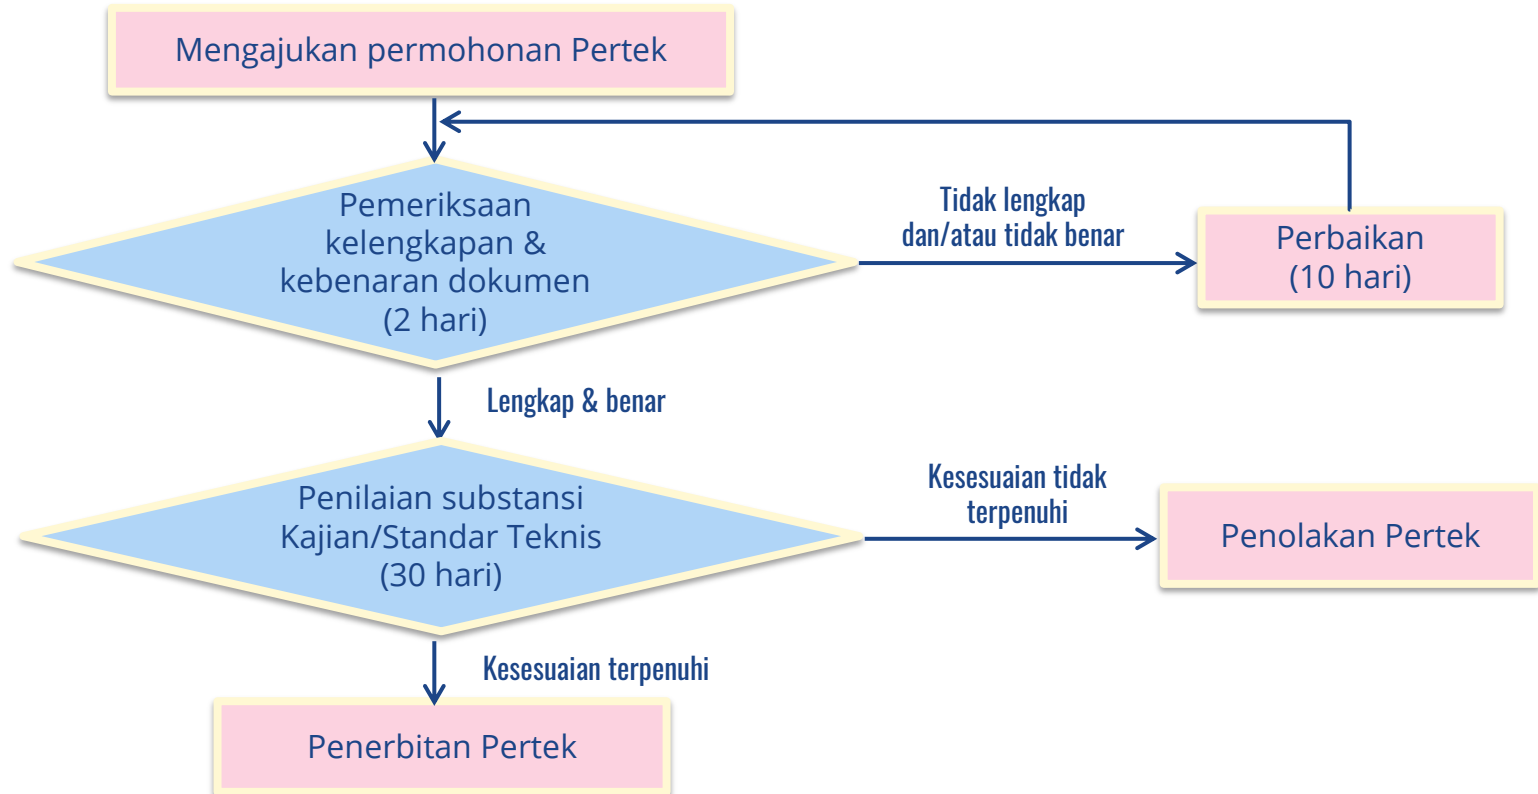 Mengajukan permohonan Pertek
Pemeriksaan
kelengkapan &
kebenaran dokumen
(2 hari)
Tidak lengkap
dan/atau tidak benar
Perbaikan
(10 hari)
Lengkap & benar
Penilaian substansi
Kajian/Standar Teknis
(30 hari)
Kesesuaian tidak
terpenuhi
Penolakan Pertek
Kesesuaian terpenuhi
Penerbitan Pertek